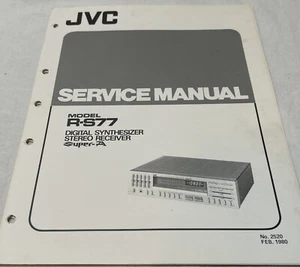 JVC
SERVICE MANUAL
MODEL
R-S77
DIGITAL SYNTHESIZER
STEREO RECEIVER
Super-A
No. 2520
FEB. 1980